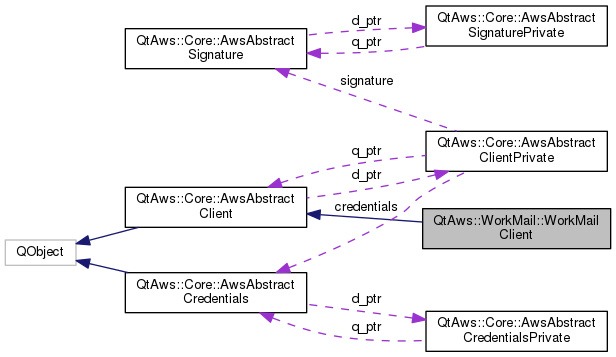 QtAws::Core::AwsAbstract
Signature
d_ptr
q_ptr
QtAws::Core::AwsAbstract
SignaturePrivate
signature
QtAws::Core::AwsAbstract
ClientPrivate
q_ptr
d_ptr
QtAws::Core::AwsAbstract
Client
credentials
QtAws::WorkMail::WorkMail
Client
QObject
QtAws::Core::AwsAbstract
Credentials
d_ptr
q_ptr
QtAws::Core::AwsAbstract
CredentialsPrivate